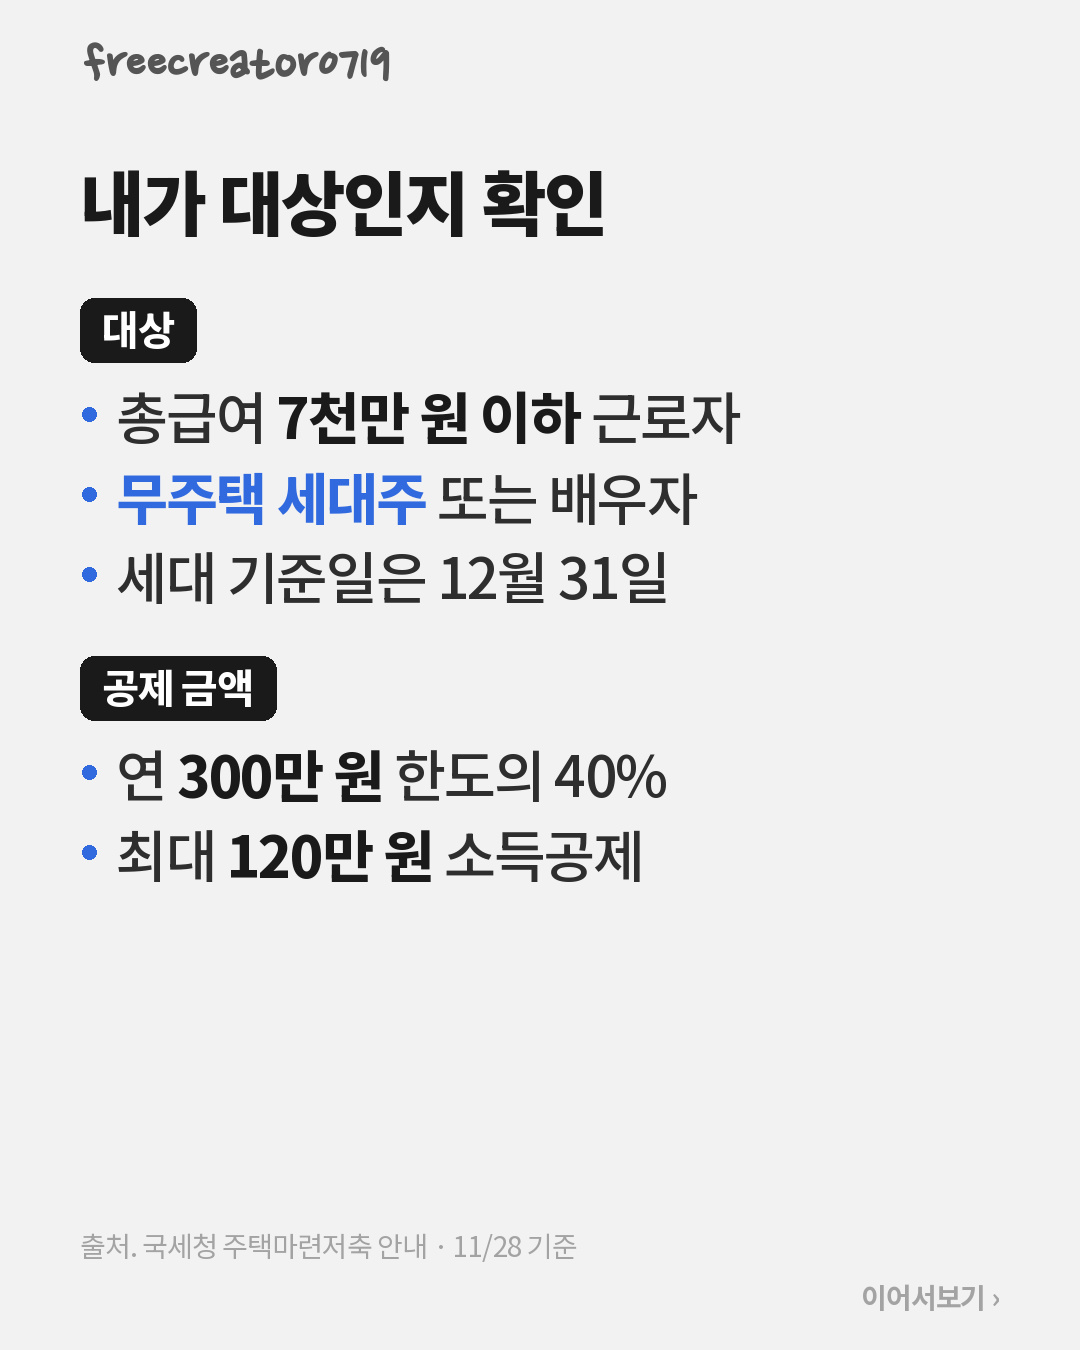 freecreator0719
내가 대상인지 확인
대상
• 총급여 7천만 원 이하 근로자
• 무주택 세대주 또는 배우자
• 세대 기준일은 12월 31일
공제 금액
• 연 300만 원 한도의 40%
• 최대 120만 원 소득공제
출처. 국세청 주택마련저축 안내 · 11/28 기준
이어서보기 ›